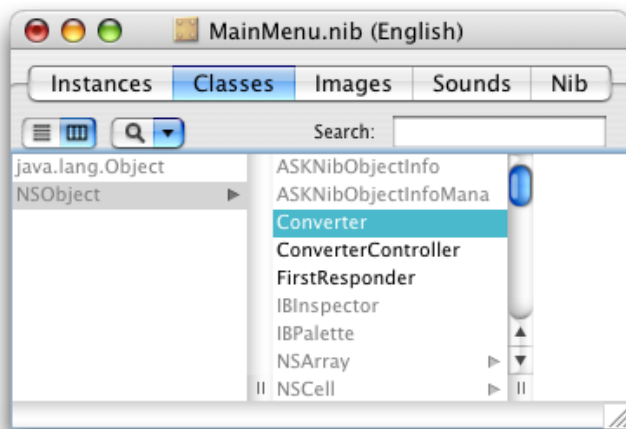 MainMenu.nib (English)
Instances Classes Images Sounds Nib
Search:
java.lang.Object
NSObject
ASKNibObjectInfo
ASKNibObjectInfoMana
Converter
ConverterController
FirstResponder
IBInspector
IBPalette
NSArray
NSCell